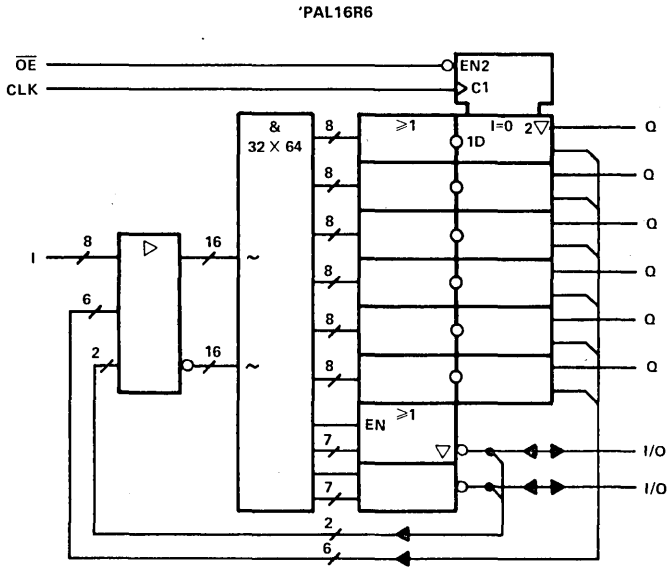 'PAL16R6
OE
EN2
CLK
C1
&
32 X 64
8
≥1
I=0
2
Q
1D
8
Q
8
Q
I
8
16
~
8
Q
6
8
Q
2
16
~
8
Q
EN
≥1
7
I/O
7
I/O
2
6